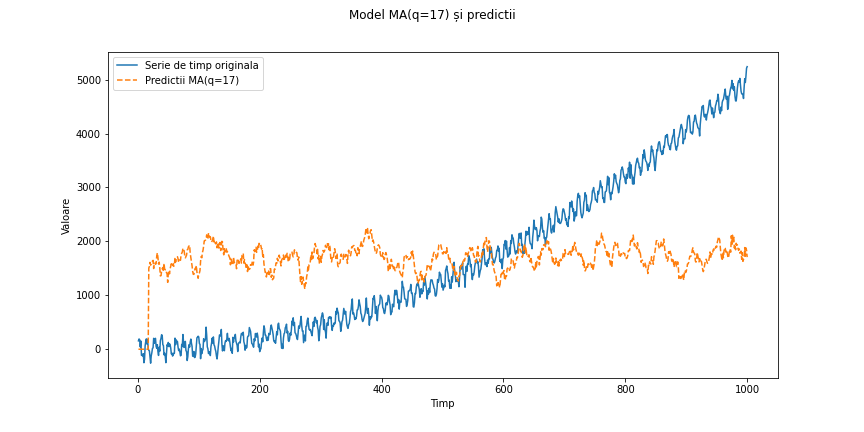 Model MA(q=17) și predictii
Serie de timp originala
Predictii MA(q=17)
Valoare
5000
4000
3000
2000
1000
0
0 200 400 600 800 1000
Timp